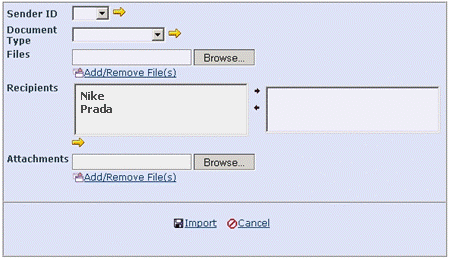 Sender ID
Document
Type
Files Browse...
Add/Remove File(s)
Recipients
Nike
Prada
Attachments Browse...
Add/Remove File(s)
Import Cancel